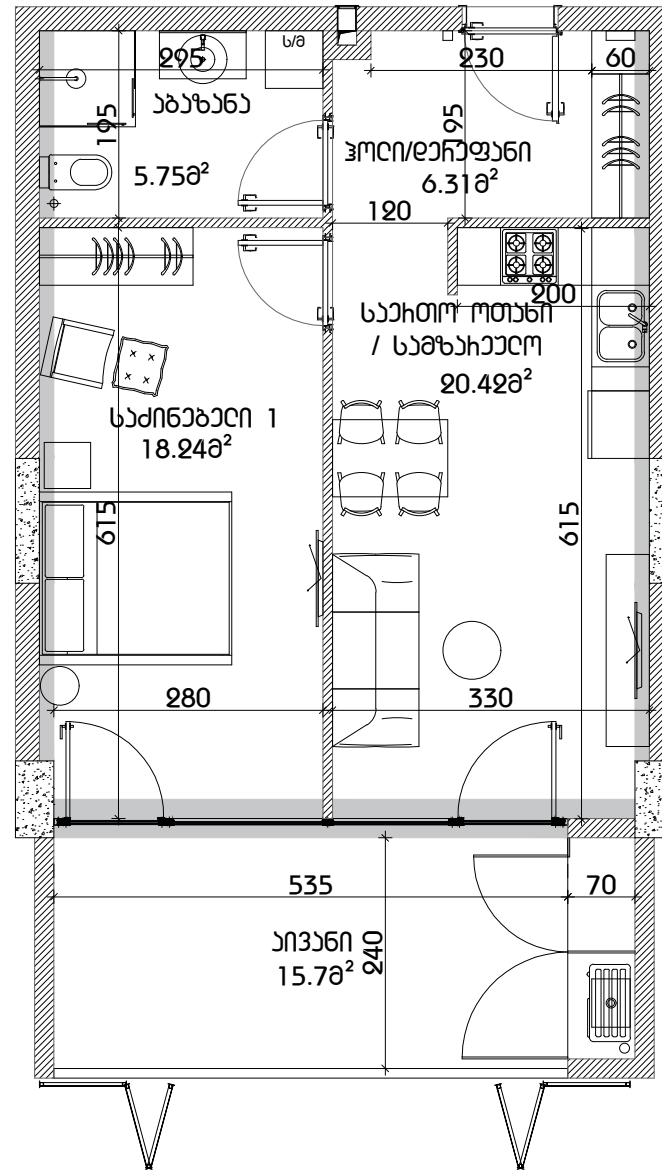 ს/მ
295
230
60
აბაზანა
195
195
5.75მ²
ჰოლი/დერეფანი
6.31მ²
120
200
საერთო ოთახი
/ სამზარეულო
20.42მ²
საძინებელი 1
18.24მ²
615
615
280
330
535
70
აივანი
15.7მ²
240